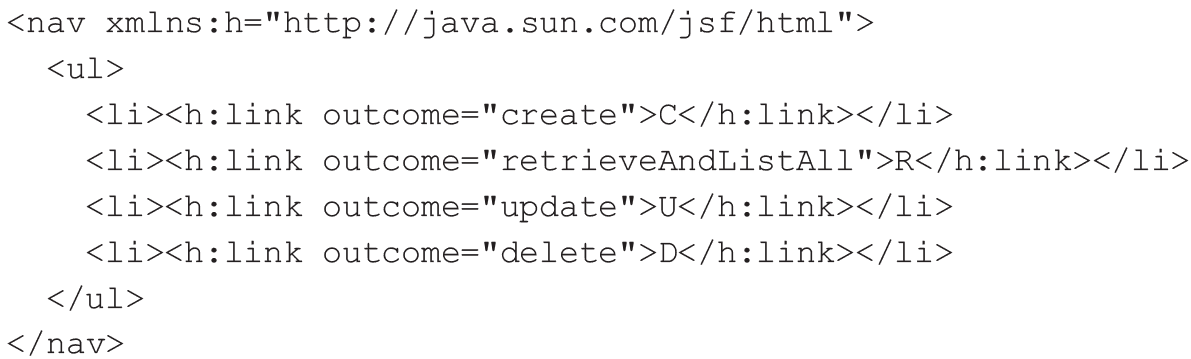 <nav xmlns:h="http://java.sun.com/jsf/html">
  <ul>
    <li><h:link outcome="create">C</h:link></li>
    <li><h:link outcome="retrieveAndListAll">R</h:link></li>
    <li><h:link outcome="update">U</h:link></li>
    <li><h:link outcome="delete">D</h:link></li>
  </ul>
</nav>